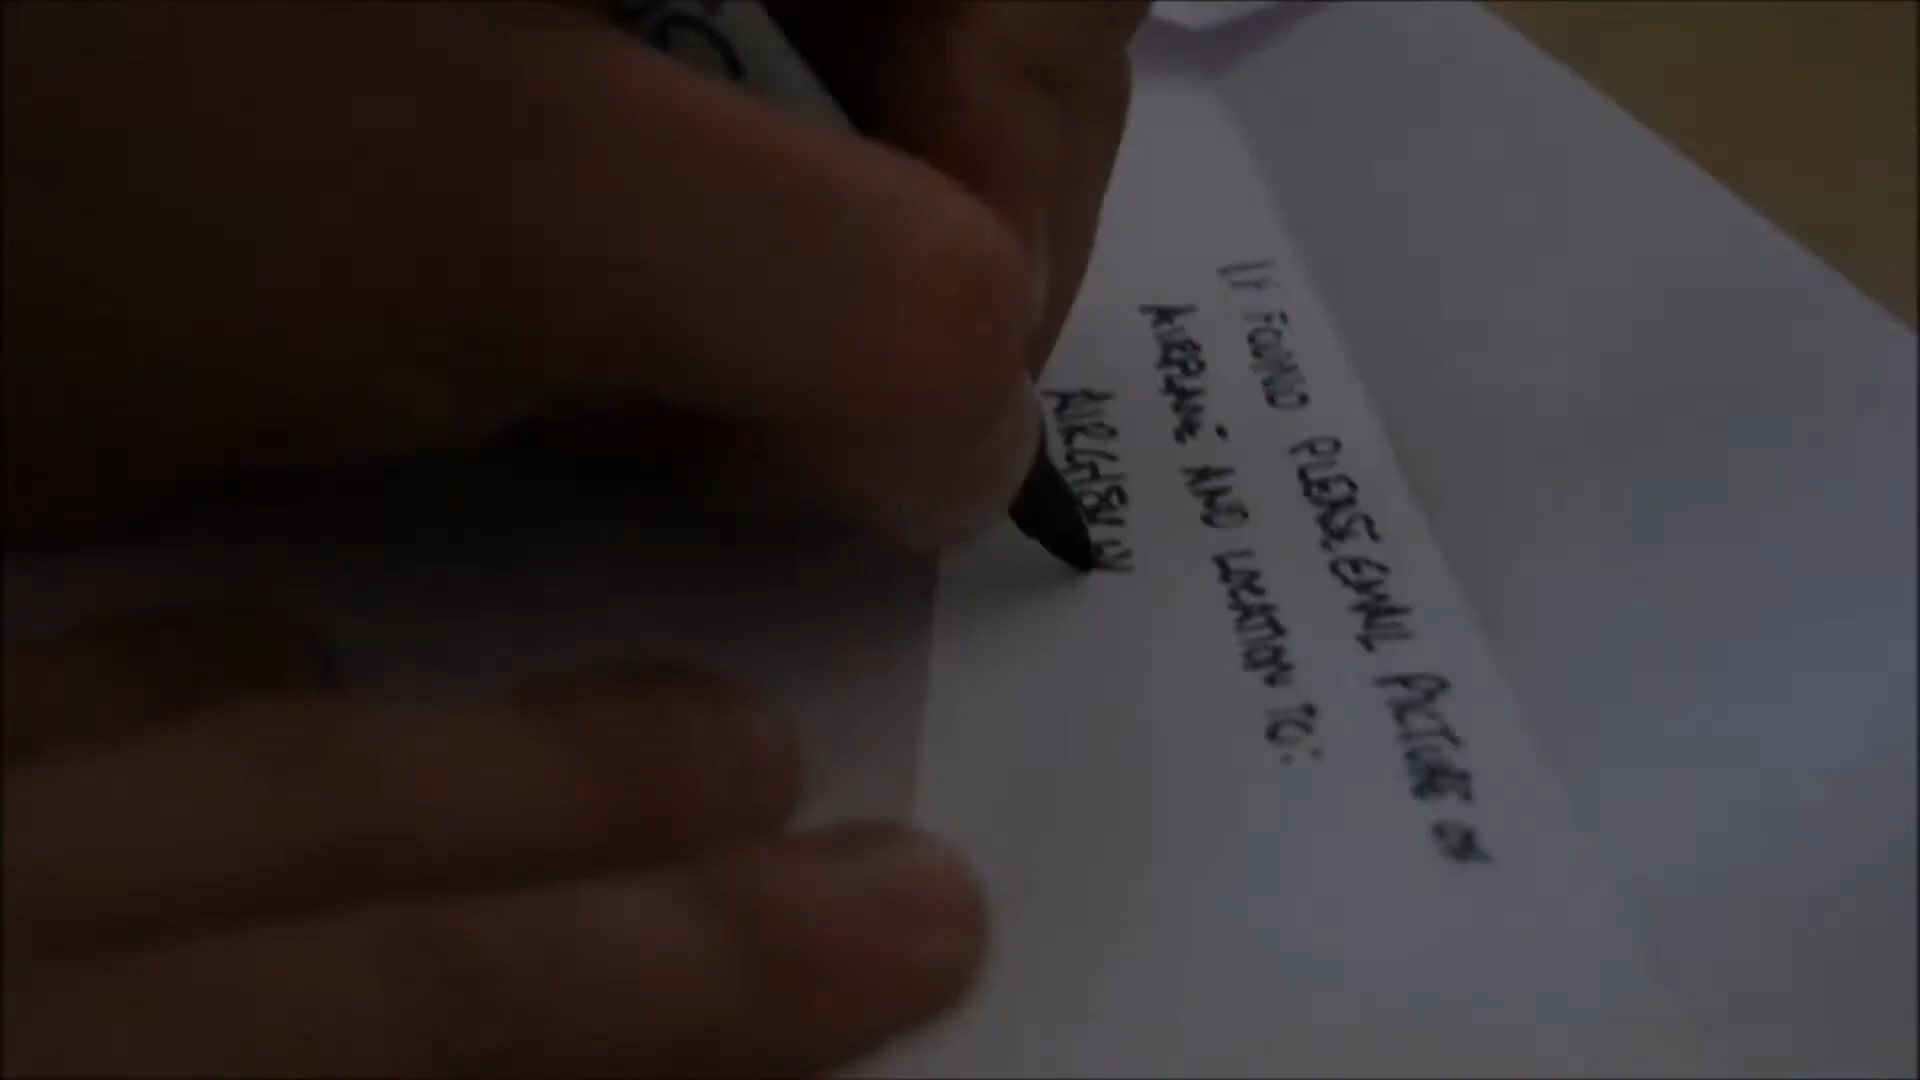 IF FOUND PLEASE EMAIL PICTURE OF
AIRPLANE AND LOCATION TO: